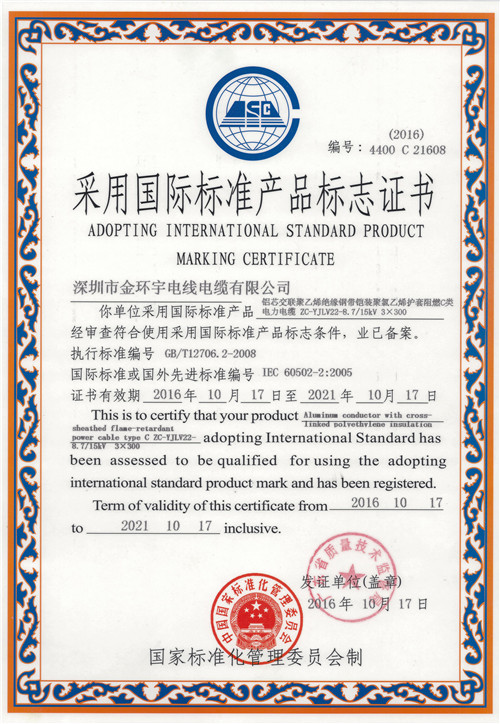 (2016)
编号：4400 C 21608
采用国际标准产品标志证书
ADOPTING INTERNATIONAL STANDARD PRODUCT
MARKING CERTIFICATE
深圳市金环宇电线电缆有限公司
你单位采用国际标准产品 铝芯交联聚乙烯绝缘钢带铠装聚氯乙烯护套阻燃C类
电力电缆 ZC-YJLV22-8.7/15kV 3×300
经审查符合使用采用国际标准产品标志条件，业已备案。
执行标准编号 GB/T12706.2-2008
国际标准或国外先进标准编号 IEC 60502-2:2005
证书有效期 2016 年 10 月 17 日至 2021 年 10 月 17 日
This is to certify that your product Aluminum conductor with cross-
linked polyethylene insulation
sheathed flame-retardant
power cable type C ZC-YJLV22-
8.7/15kV 3×300
adopting International Standard has
been assessed to be qualified for using the adopting
international standard product mark and has been registered.
Term of validity of this certificate from 2016 10 17
to 2021 10 17 inclusive.
发证单位(盖章)
2016 年 10 月 17 日
中国国家标准化管理委员会
国家标准化管理委员会制